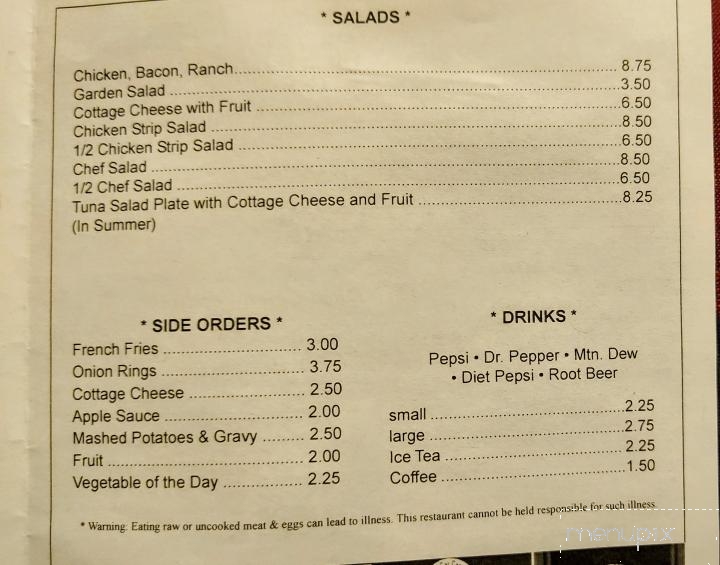 * SALADS *
Chicken, Bacon, Ranch 8.75
Garden Salad 3.50
Cottage Cheese with Fruit 6.50
Chicken Strip Salad 8.50
1/2 Chicken Strip Salad 6.50
Chef Salad 8.50
1/2 Chef Salad 6.50
Tuna Salad Plate with Cottage Cheese and Fruit 8.25
(In Summer)
* SIDE ORDERS *
French Fries 3.00
Onion Rings 3.75
Cottage Cheese 2.50
Apple Sauce 2.00
Mashed Potatoes & Gravy 2.50
Fruit 2.00
Vegetable of the Day 2.25
* DRINKS *
Pepsi • Dr. Pepper • Mtn. Dew
• Diet Pepsi • Root Beer
small 2.25
large 2.75
Ice Tea 2.25
Coffee 1.50
* Warning: Eating raw or uncooked meat & eggs can lead to illness. This restaurant cannot be held responsible for such illness
menupix